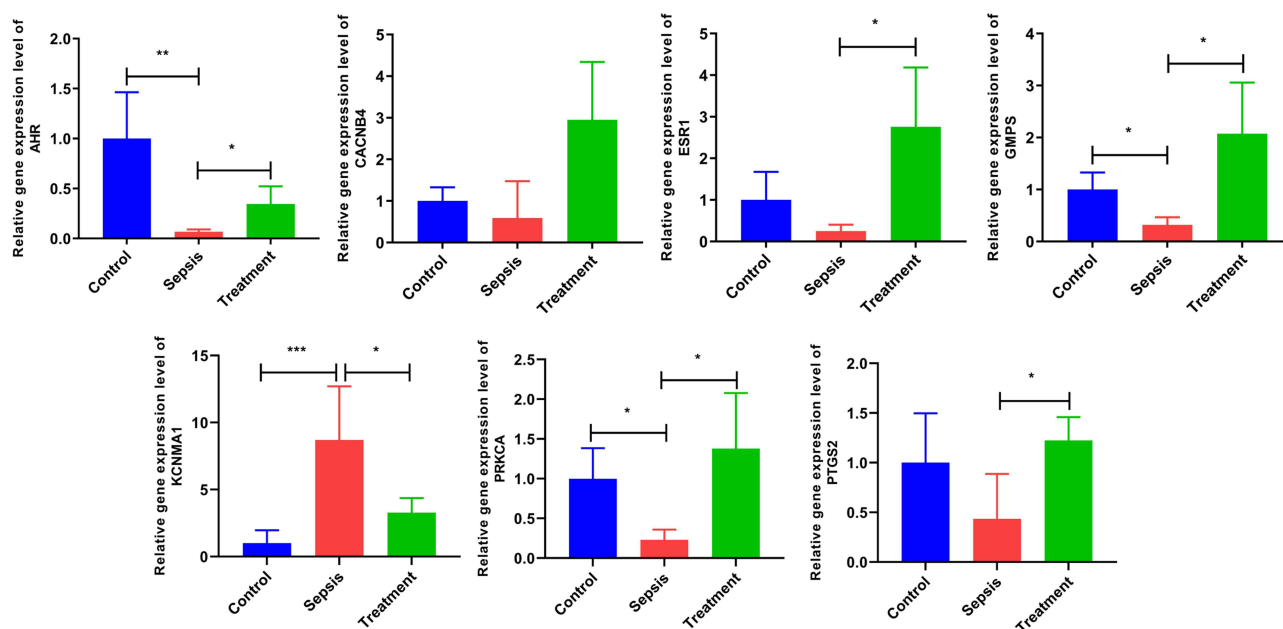 Relative gene expression level of
AHR
2.0
1.5
1.0
0.5
0.0
**
*
Control
Sepsis
Treatment
Relative gene expression level of
CACNB4
5
4
3
2
1
0
Control
Sepsis
Treatment
Relative gene expression level of
ESR1
5
4
3
2
1
0
*
Control
Sepsis
Treatment
Relative gene expression level of
GMPS
4
3
2
1
0
*
*
Control
Sepsis
Treatment
Relative gene expression level of
KCNMA1
15
10
5
0
***
*
Control
Sepsis
Treatment
Relative gene expression level of
PRKCA
2.5
2.0
1.5
1.0
0.5
0.0
*
*
Control
Sepsis
Treatment
Relative gene expression level of
PTGS2
2.0
1.5
1.0
0.5
0.0
*
Control
Sepsis
Treatment